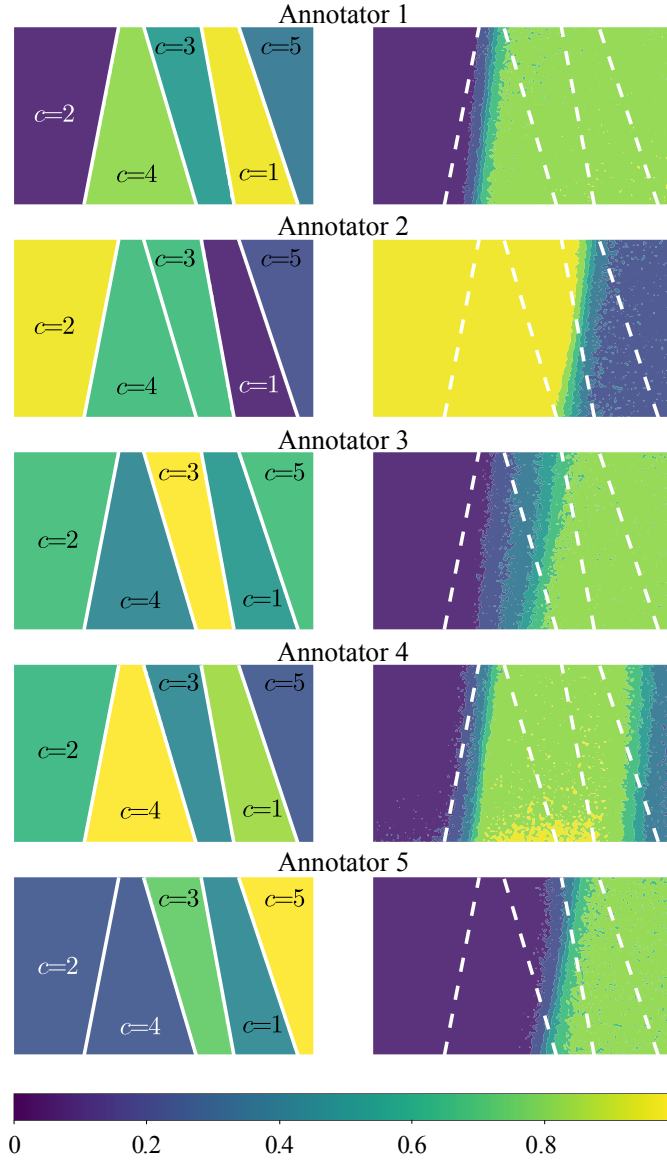 Annotator 1
c=3 c=5
c=2
c=4 c=1
Annotator 2
c=3 c=5
c=2
c=4 c=1
Annotator 3
c=3 c=5
c=2
c=4 c=1
Annotator 4
c=3 c=5
c=2
c=4 c=1
Annotator 5
c=3 c=5
c=2
c=4 c=1
0 0.2 0.4 0.6 0.8